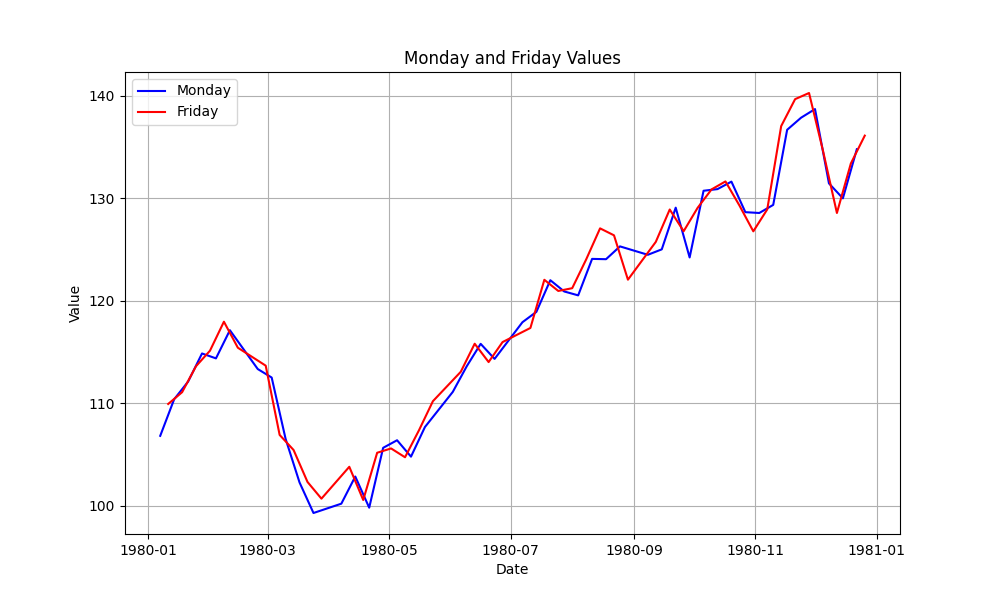 Monday and Friday Values
Monday
Friday
140
130
120
110
100
Value
1980-01 1980-03 1980-05 1980-07 1980-09 1980-11 1981-01
Date